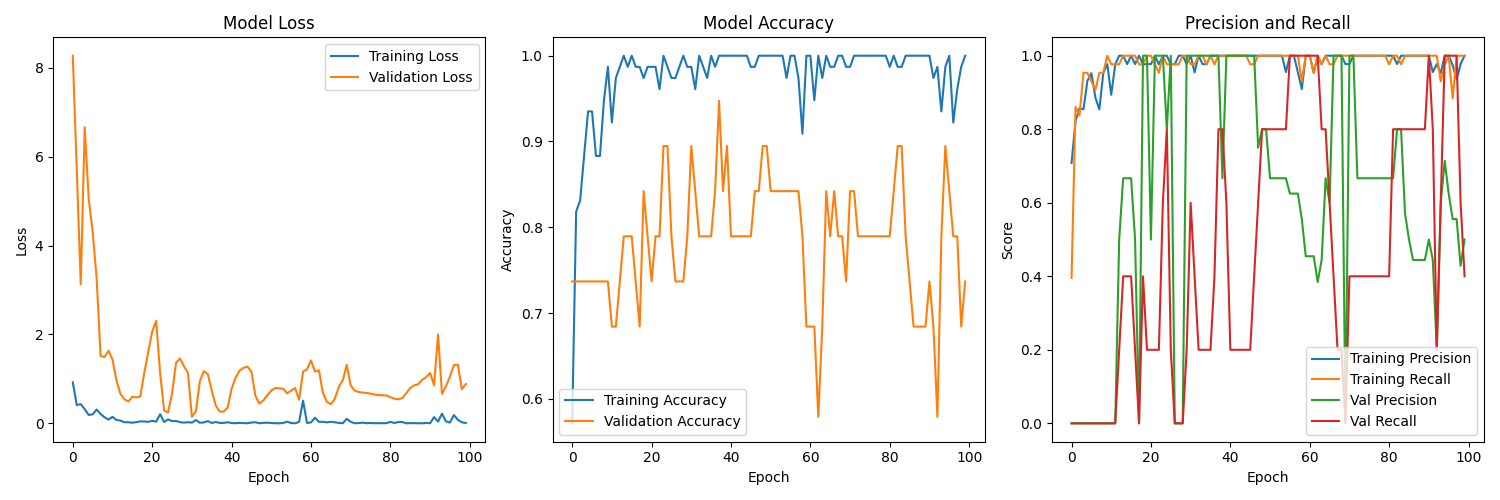 Model Loss
Training Loss
Validation Loss
8
6
4
2
0
Loss
0 20 40 60 80 100
Epoch
Model Accuracy
1.0
0.9
0.8
0.7
0.6
Accuracy
Training Accuracy
Validation Accuracy
0 20 40 60 80 100
Epoch
Precision and Recall
1.0
0.8
0.6
0.4
0.2
0.0
Score
Training Precision
Training Recall
Val Precision
Val Recall
0 20 40 60 80 100
Epoch